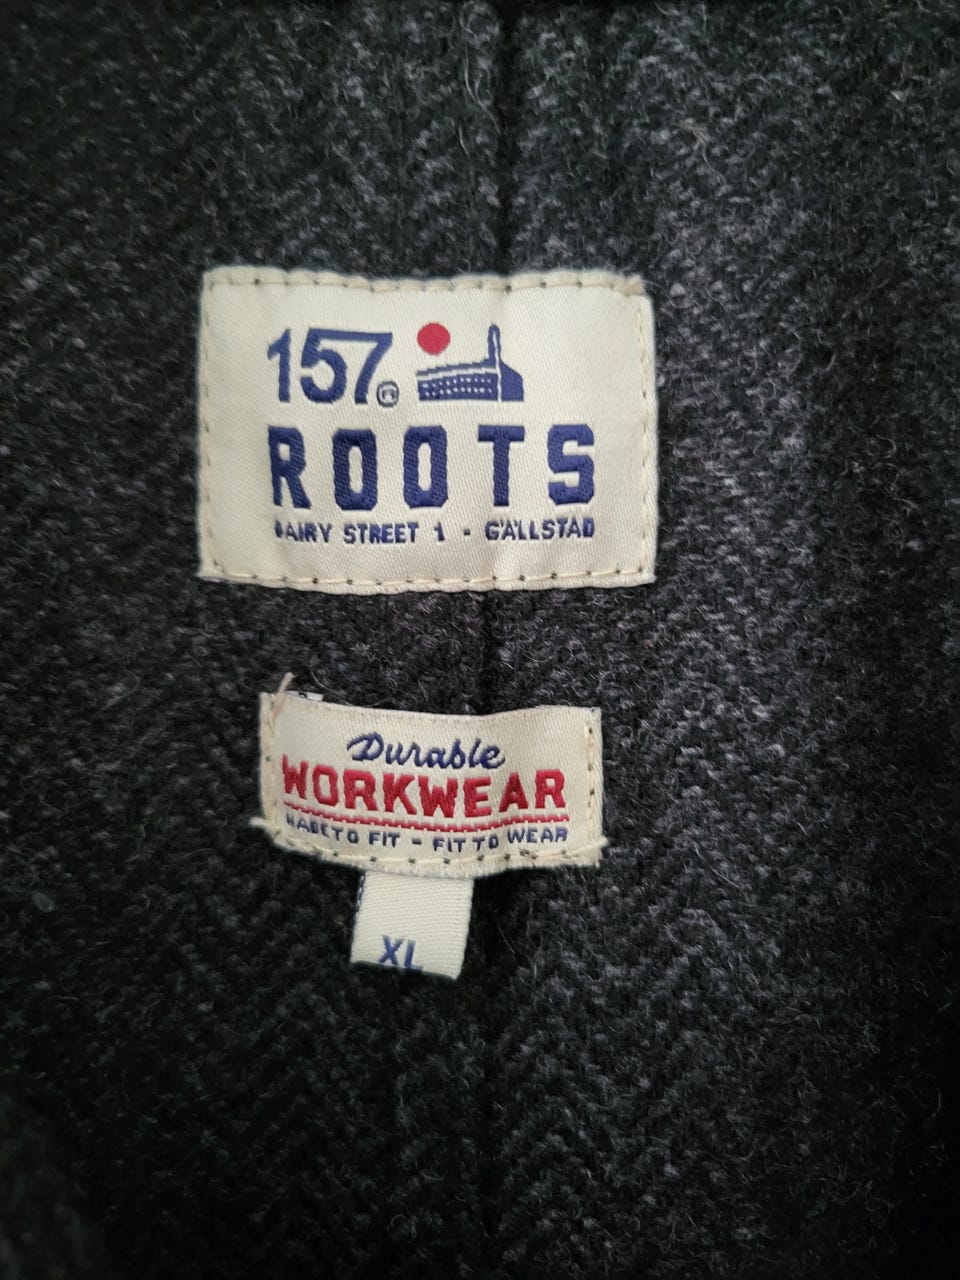 157
ROOTS
DAIRY STREET 1 - GÄLLSTAD
Durable
WORKWEAR
MADE TO FIT - FIT TO WEAR
XL